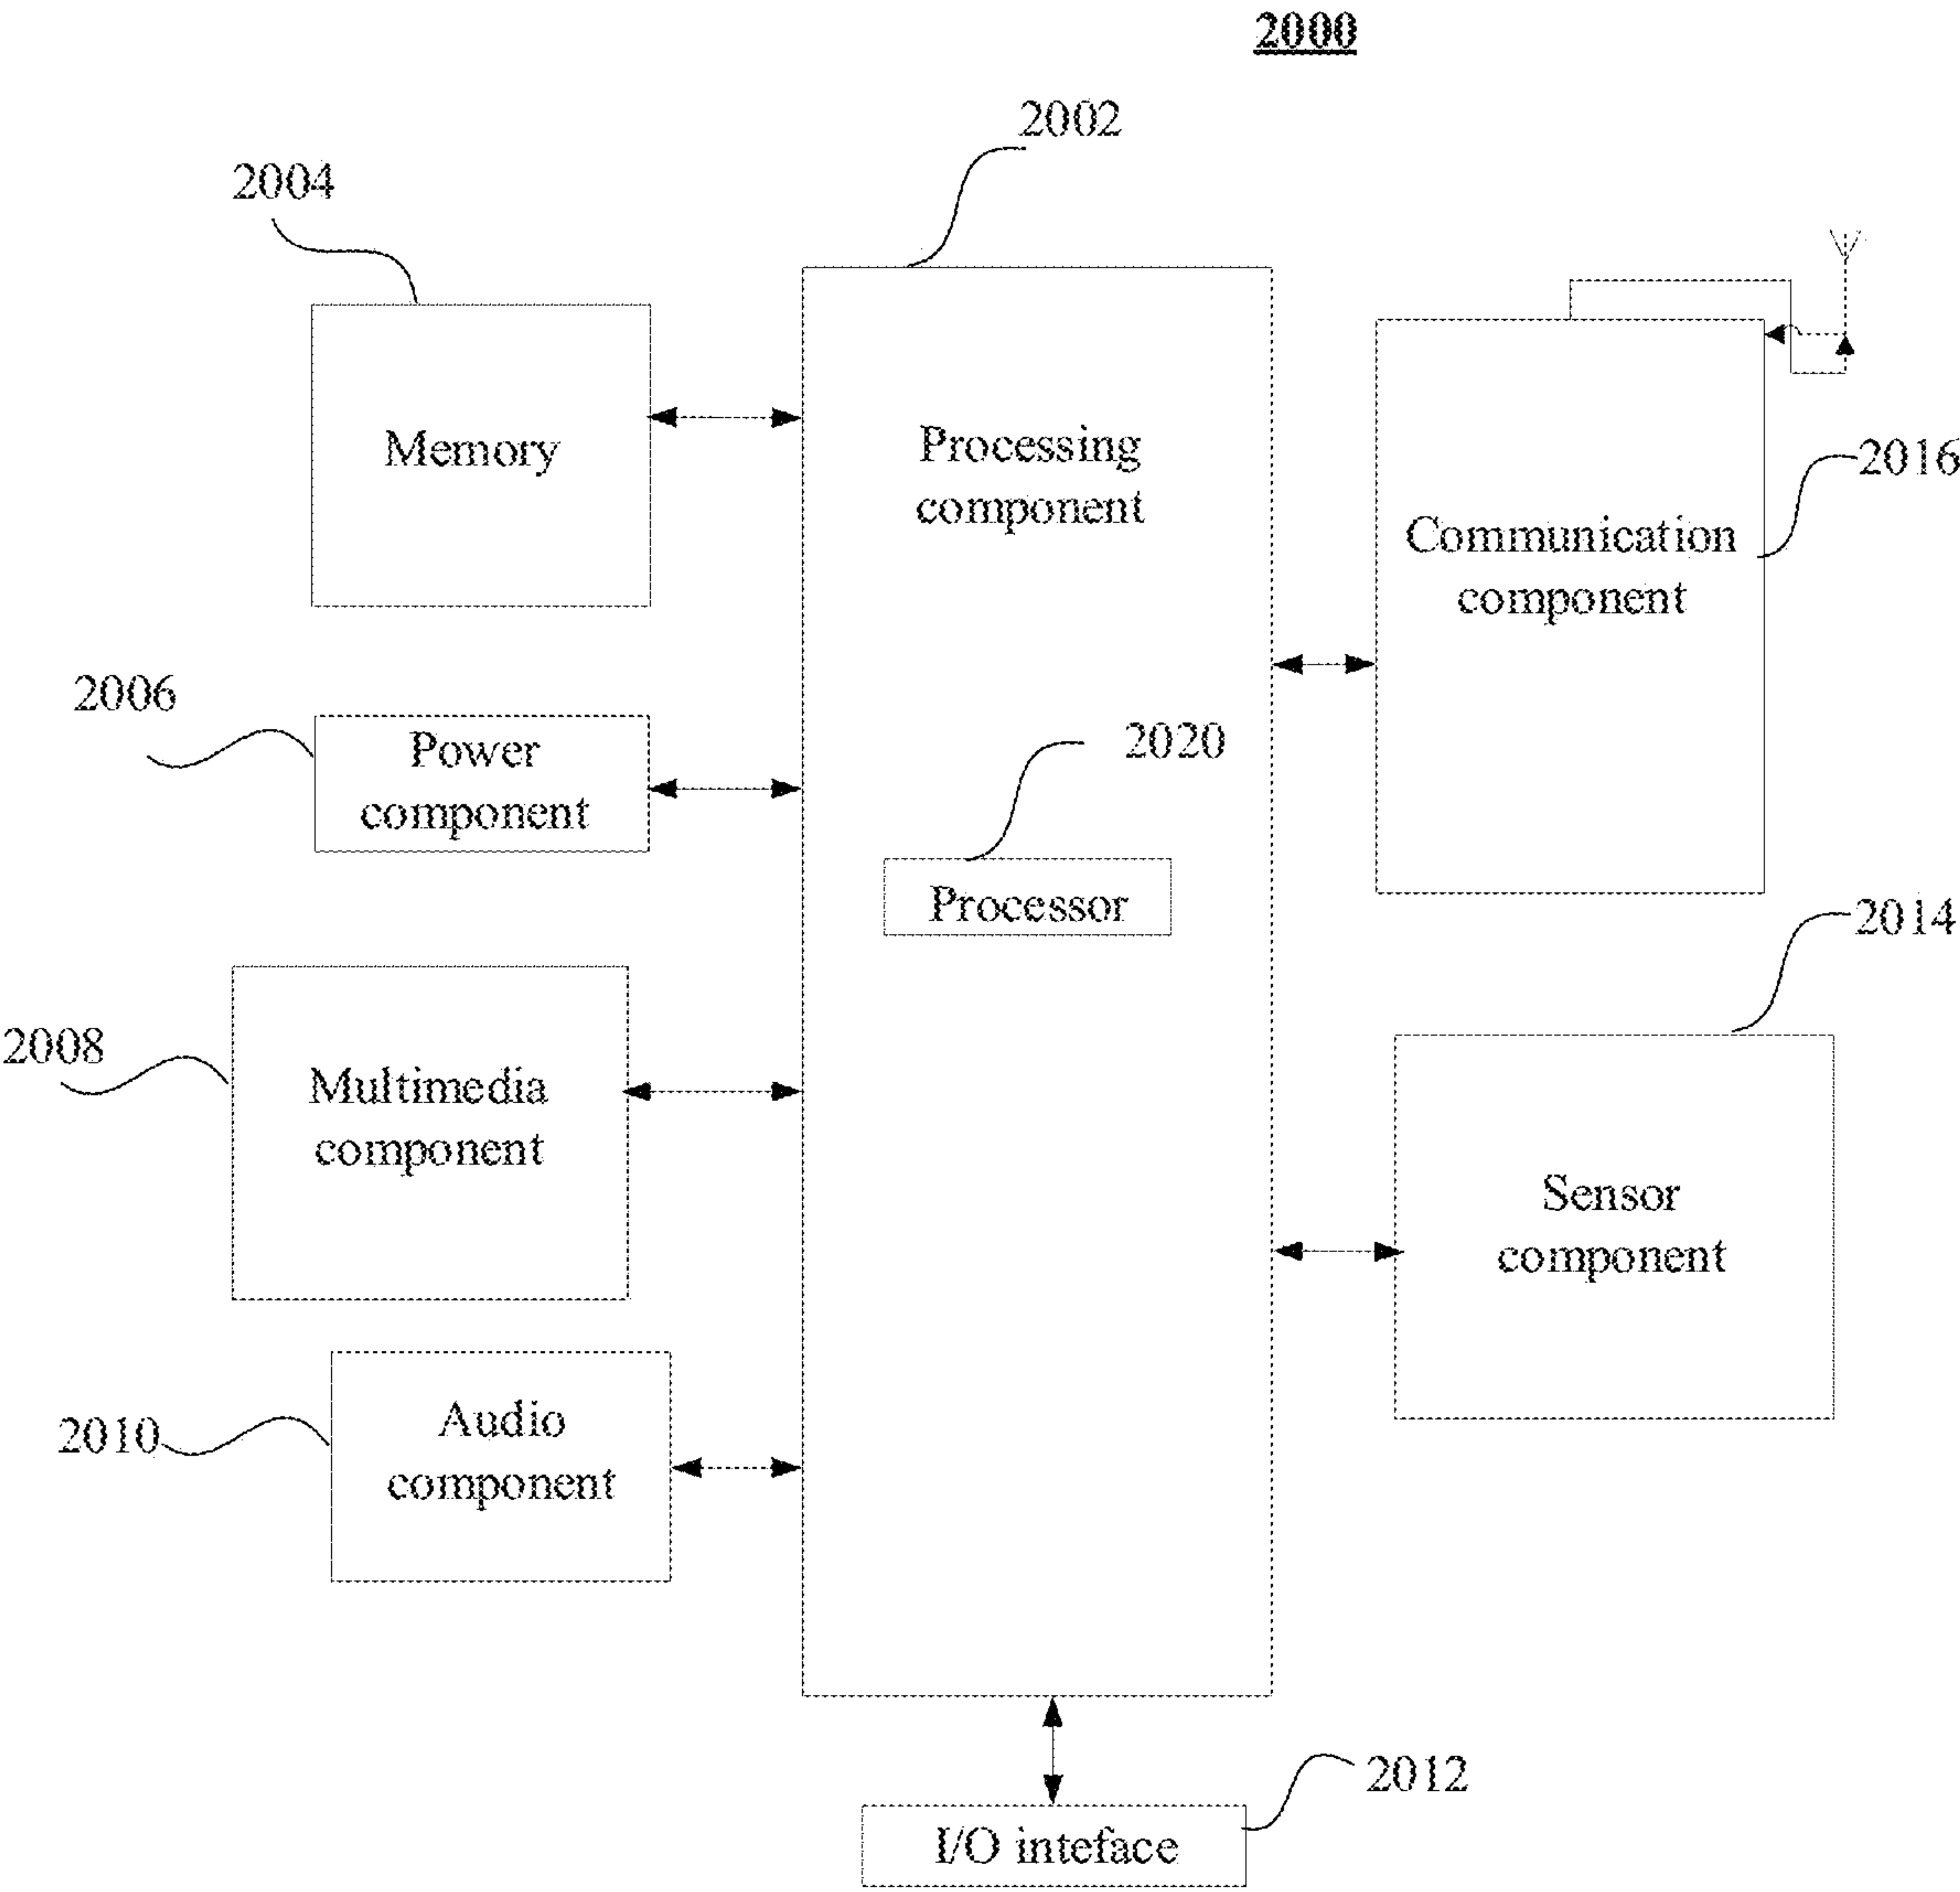 2000
2002
2004
Memory
Processing
component
2016
Communication
component
2006
Power
component
2020
Processor
2014
2008
Multimedia
component
Sensor
component
2010
Audio
component
2012
I/O inteface